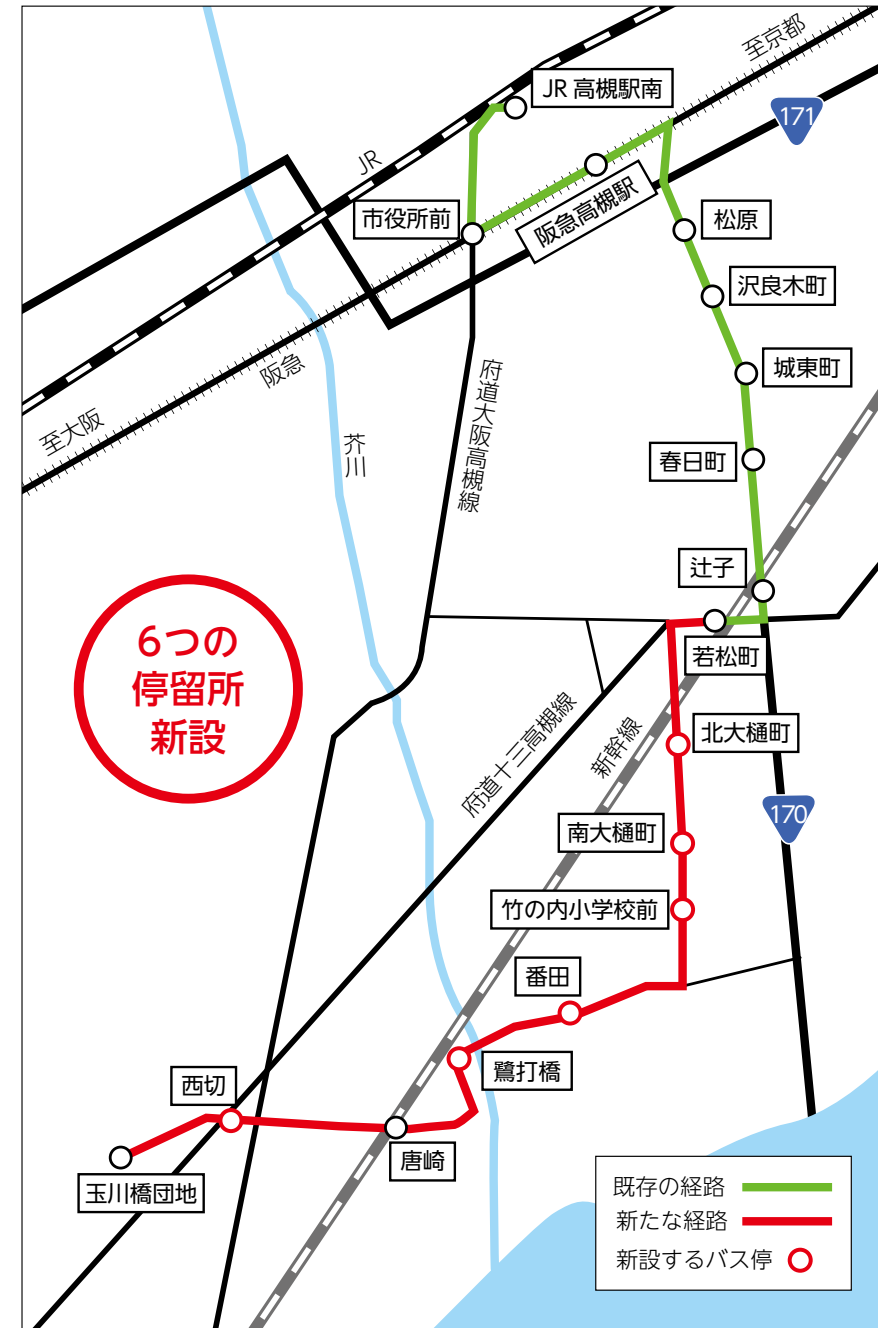 至京都
JR 高槻駅南
171
JR
阪急高槻駅
市役所前
松原
沢良木町
阪急
府道大阪高槻線
城東町
至大阪
芥川
春日町
辻子
6つの
停留所
新設
若松町
府道十三高槻線
新幹線
北大樋町
170
南大樋町
竹の内小学校前
番田
鷺打橋
西切
唐崎
玉川橋団地
既存の経路
新たな経路
新設するバス停